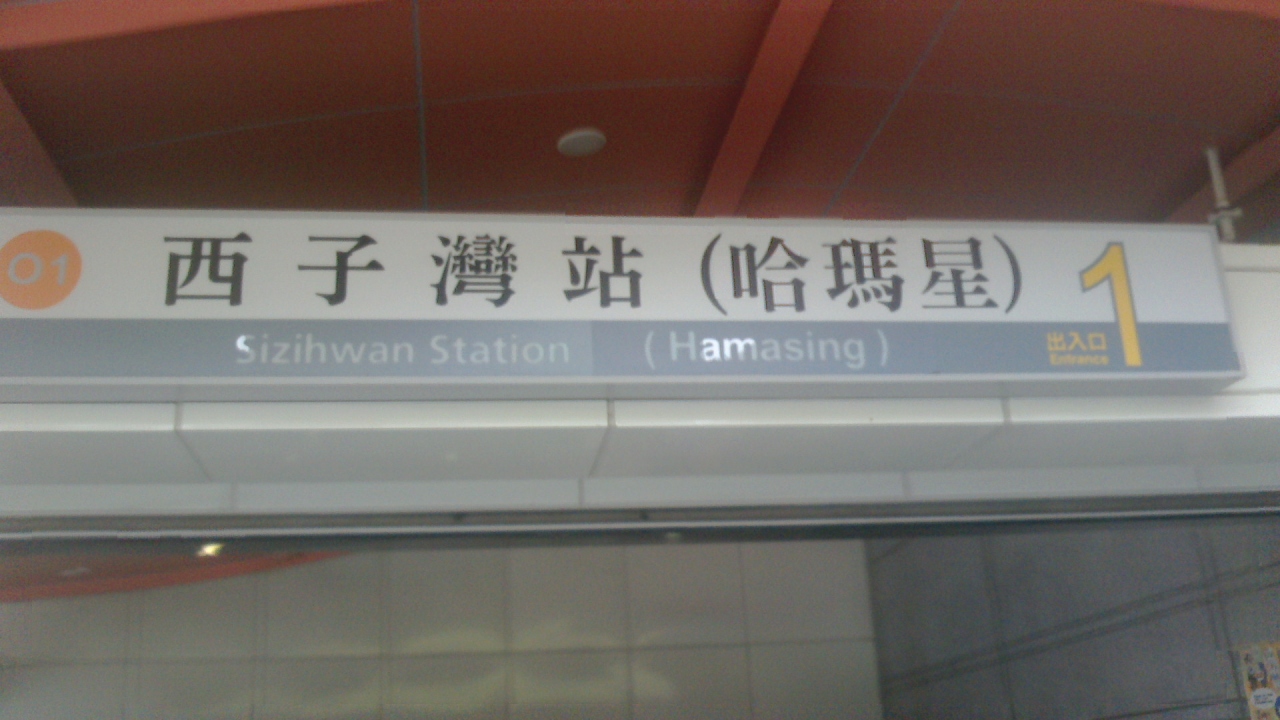 O1 西子灣站(哈瑪星) 1
Sizihwan Station (Hamasing)
出入口
Entrance